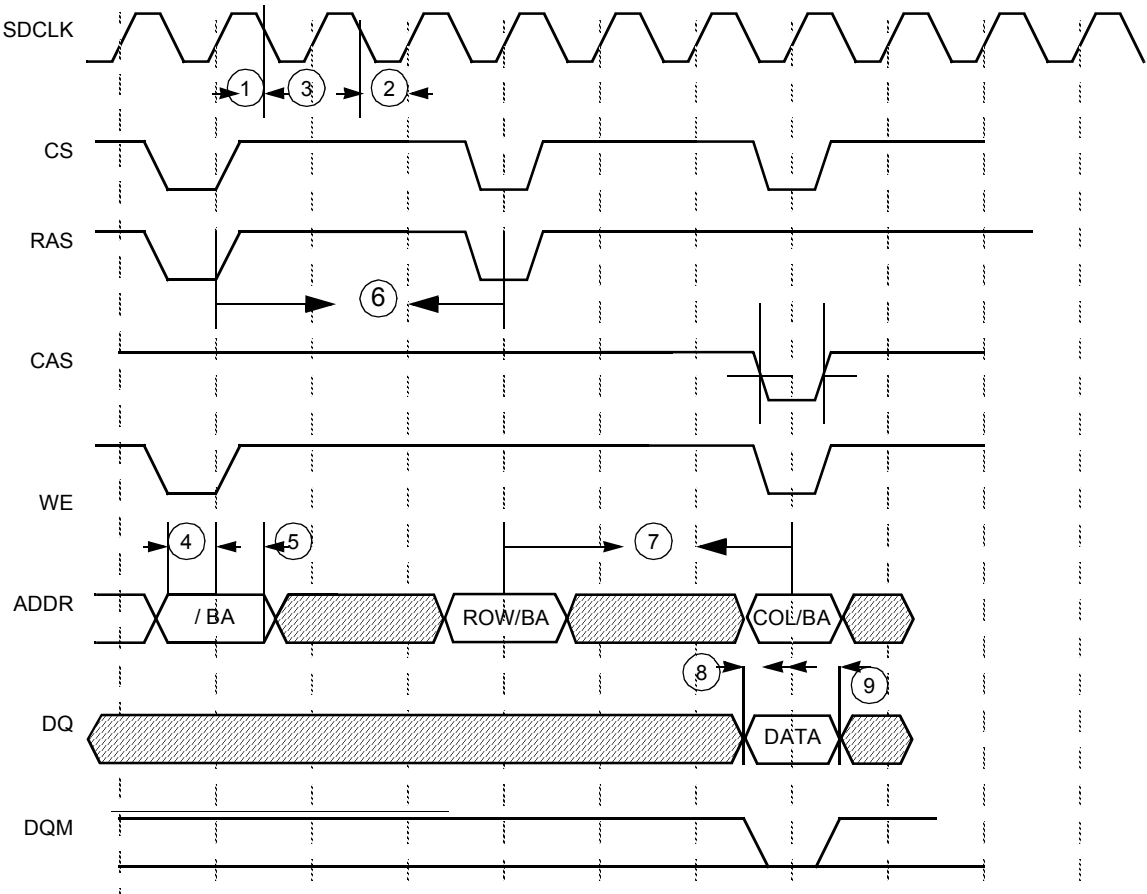 SDCLK
1 3 2
CS
RAS
6
CAS
WE
4 5 7
ADDR / BA ROW/BA COL/BA
8 9
DQ DATA
DQM